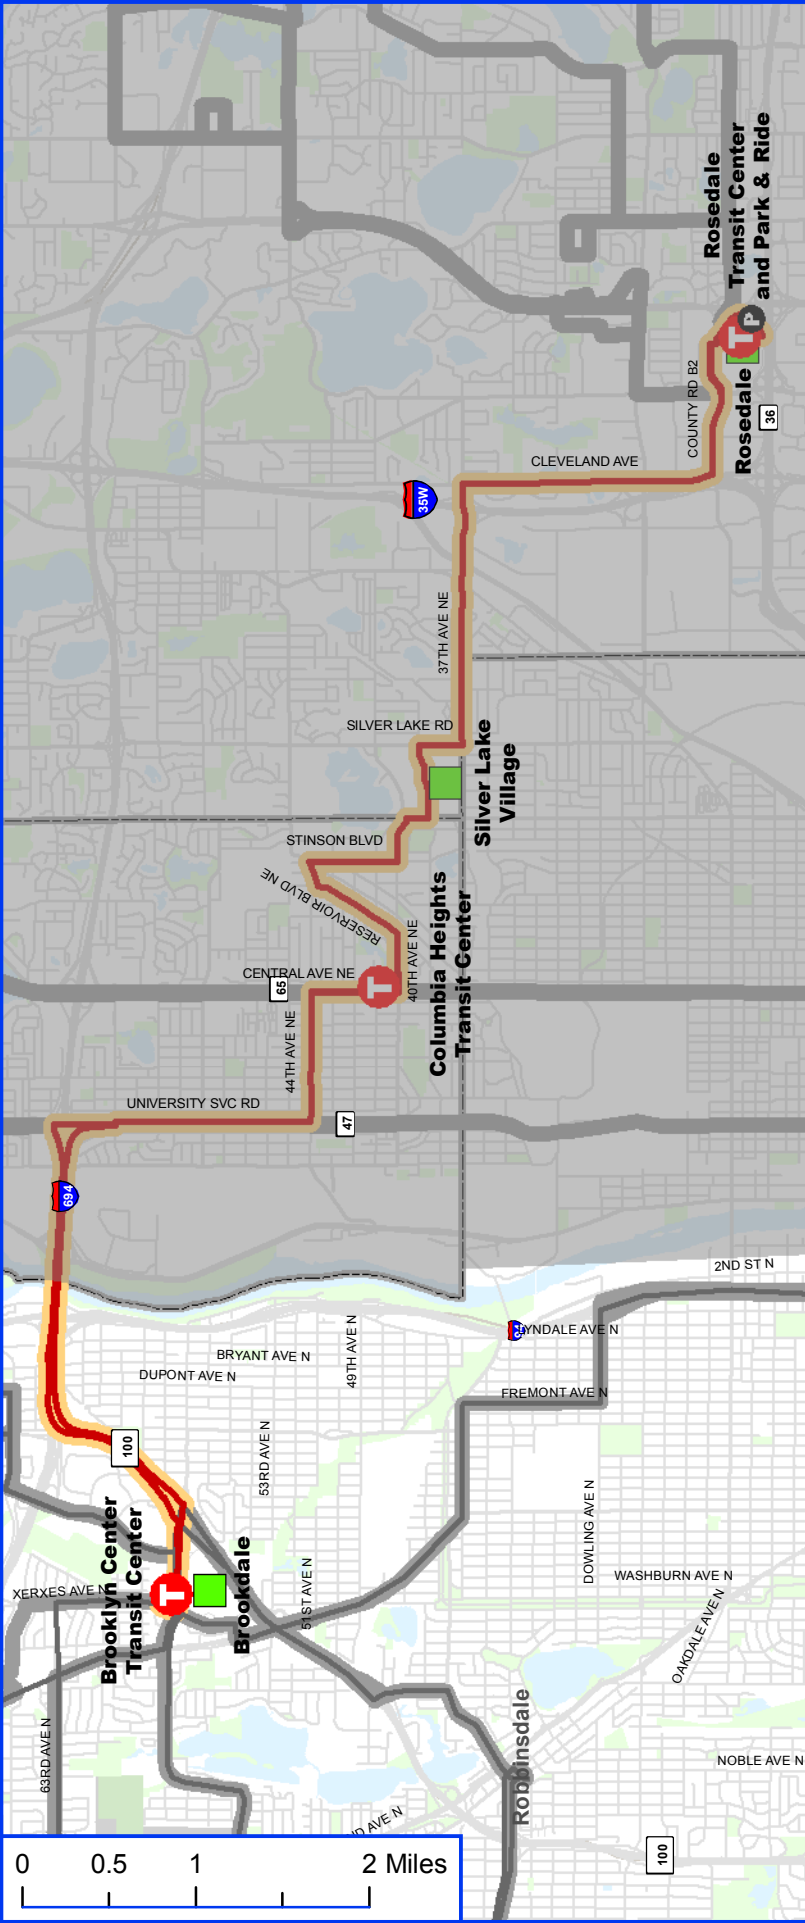 Rosedale
Transit Center
and Park & Ride
T
P
COUNTY RD B2
Rosedale
36
CLEVELAND AVE
35W
37TH AVE NE
SILVER LAKE RD
Silver Lake
Village
STINSON BLVD
RESERVOIR BLVD NE
Columbia Heights
Transit Center
CENTRAL AVE NE
65
T
40TH AVE NE
44TH AVE NE
UNIVERSITY SVC RD
47
694
2ND ST N
LYNDALE AVE N
94
BRYANT AVE N
49TH AVE N
DUPONT AVE N
FREMONT AVE N
100
53RD AVE N
Brooklyn Center
Transit Center
T
Brookdale
XERXES AVE N
51ST AVE N
DOWLING AVE N
WASHBURN AVE N
OAKDALE AVE N
63RD AVE N
Robbinsdale
NOBLE AVE N
AVE N
100
0 0.5 1 2 Miles